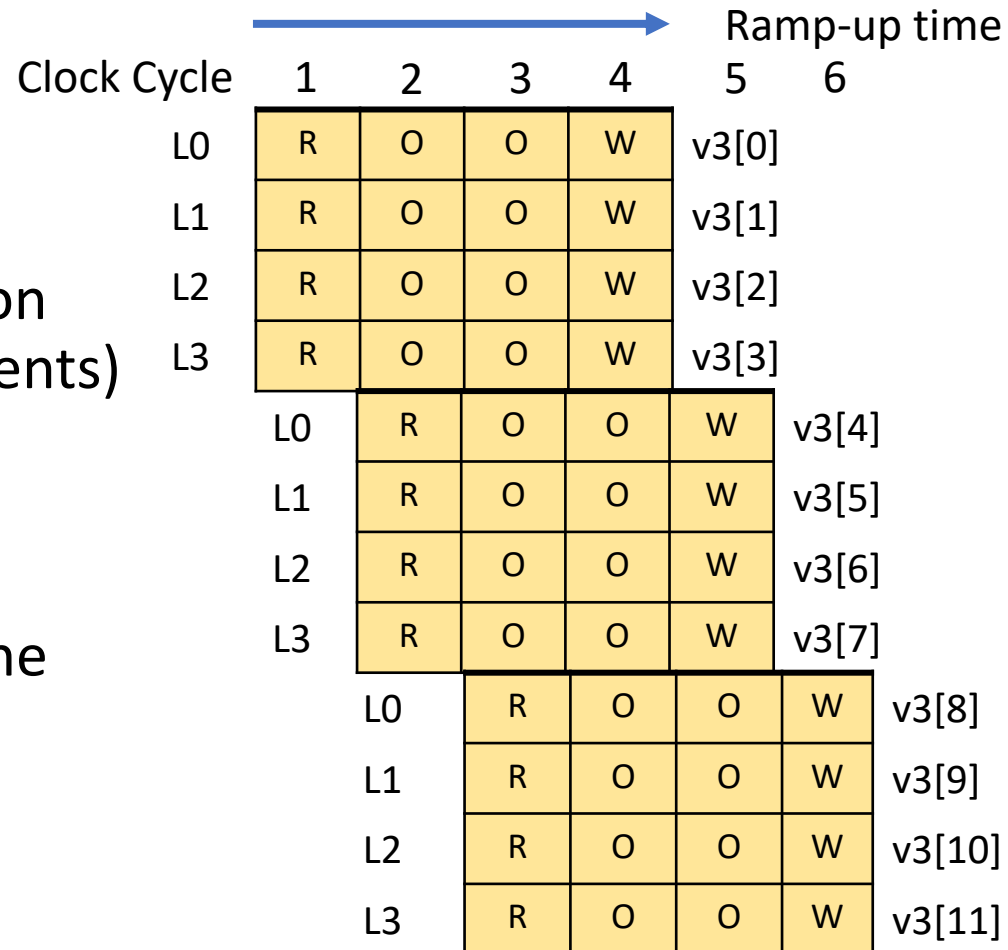 Ramp-up time
Clock Cycle 1 2 3 4 5 6
L0 R O O W v3[0]
L1 R O O W v3[1]
L2 R O O W v3[2]
on
L3 R O O W v3[3]
ents)
L0 R O O W v3[4]
L1 R O O W v3[5]
L2 R O O W v3[6]
L3 R O O W v3[7]
ne
L0 R O O W v3[8]
L1 R O O W v3[9]
L2 R O O W v3[10]
L3 R O O W v3[11]